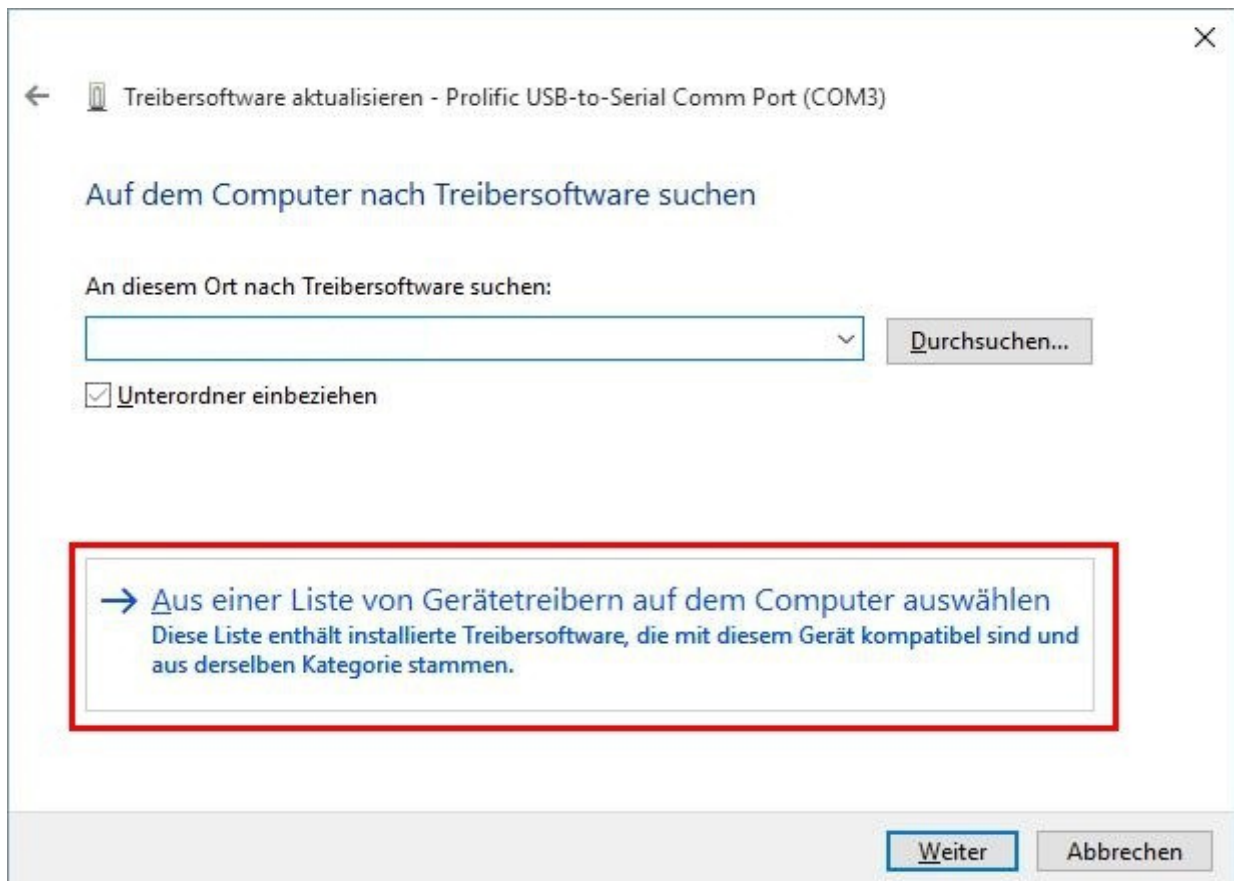 Treibersoftware aktualisieren - Prolific USB-to-Serial Comm Port (COM3)
Auf dem Computer nach Treibersoftware suchen
An diesem Ort nach Treibersoftware suchen:
Durchsuchen...
Unterordner einbeziehen
Aus einer Liste von Gerätetreibern auf dem Computer auswählen
Diese Liste enthält installierte Treibersoftware, die mit diesem Gerät kompatibel sind und
aus derselben Kategorie stammen.
Weiter Abbrechen